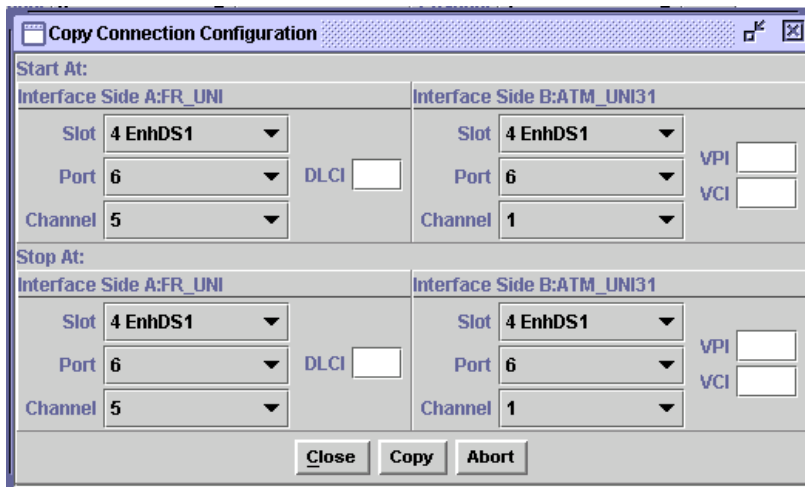 Copy Connection Configuration
Start At:
Interface Side A:FR_UNI
Slot 4 EnhDS1
Port 6
DLCI
Channel 5
Interface Side B:ATM_UNI31
Slot 4 EnhDS1
Port 6
Channel 1
VPI
VCI
Stop At:
Interface Side A:FR_UNI
Slot 4 EnhDS1
Port 6
DLCI
Channel 5
Interface Side B:ATM_UNI31
Slot 4 EnhDS1
Port 6
Channel 1
VPI
VCI
Close Copy Abort